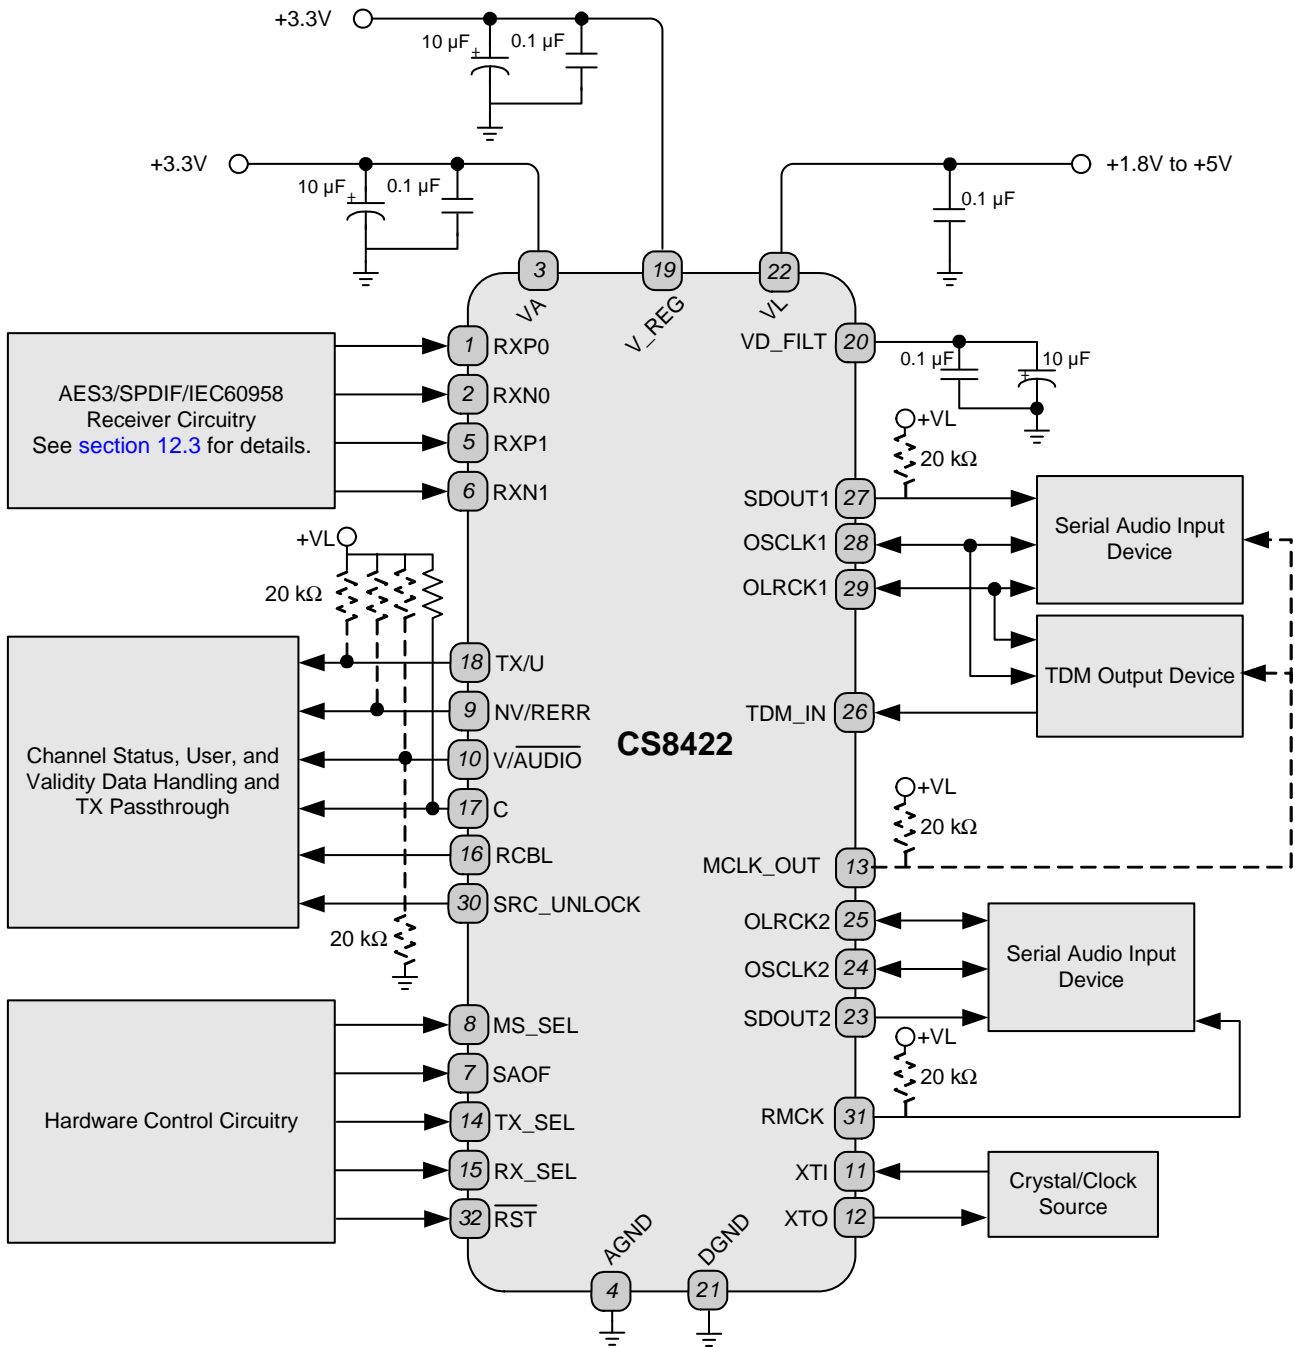 +3.3V
10 µF
+
0.1 µF
+3.3V
10 µF
+
0.1 µF
+1.8V to +5V
0.1 µF
3
VA
19
V_REG
22
VL
AES3/SPDIF/IEC60958
Receiver Circuitry
See section 12.3 for details.
1 RXP0
2 RXN0
5 RXP1
6 RXN1
VD_FILT 20
0.1 µF
10 µF
+
+VL
20 kΩ
SDOUT1 27
OSCLK1 28
OLRCK1 29
Serial Audio Input
Device
+VL
20 kΩ
Channel Status, User, and
Validity Data Handling and
TX Passthrough
18 TX/U
9 NV/RERR
10 V/AUDIO
17 C
16 RCBL
30 SRC_UNLOCK
20 kΩ
CS8422
TDM Output Device
TDM_IN 26
+VL
20 kΩ
MCLK_OUT 13
OLRCK2 25
OSCLK2 24
SDOUT2 23
Serial Audio Input
Device
+VL
20 kΩ
RMCK 31
XTI 11
XTO 12
Crystal/Clock
Source
Hardware Control Circuitry
8 MS_SEL
7 SAOF
14 TX_SEL
15 RX_SEL
32 RST
AGND
4
DGND
21